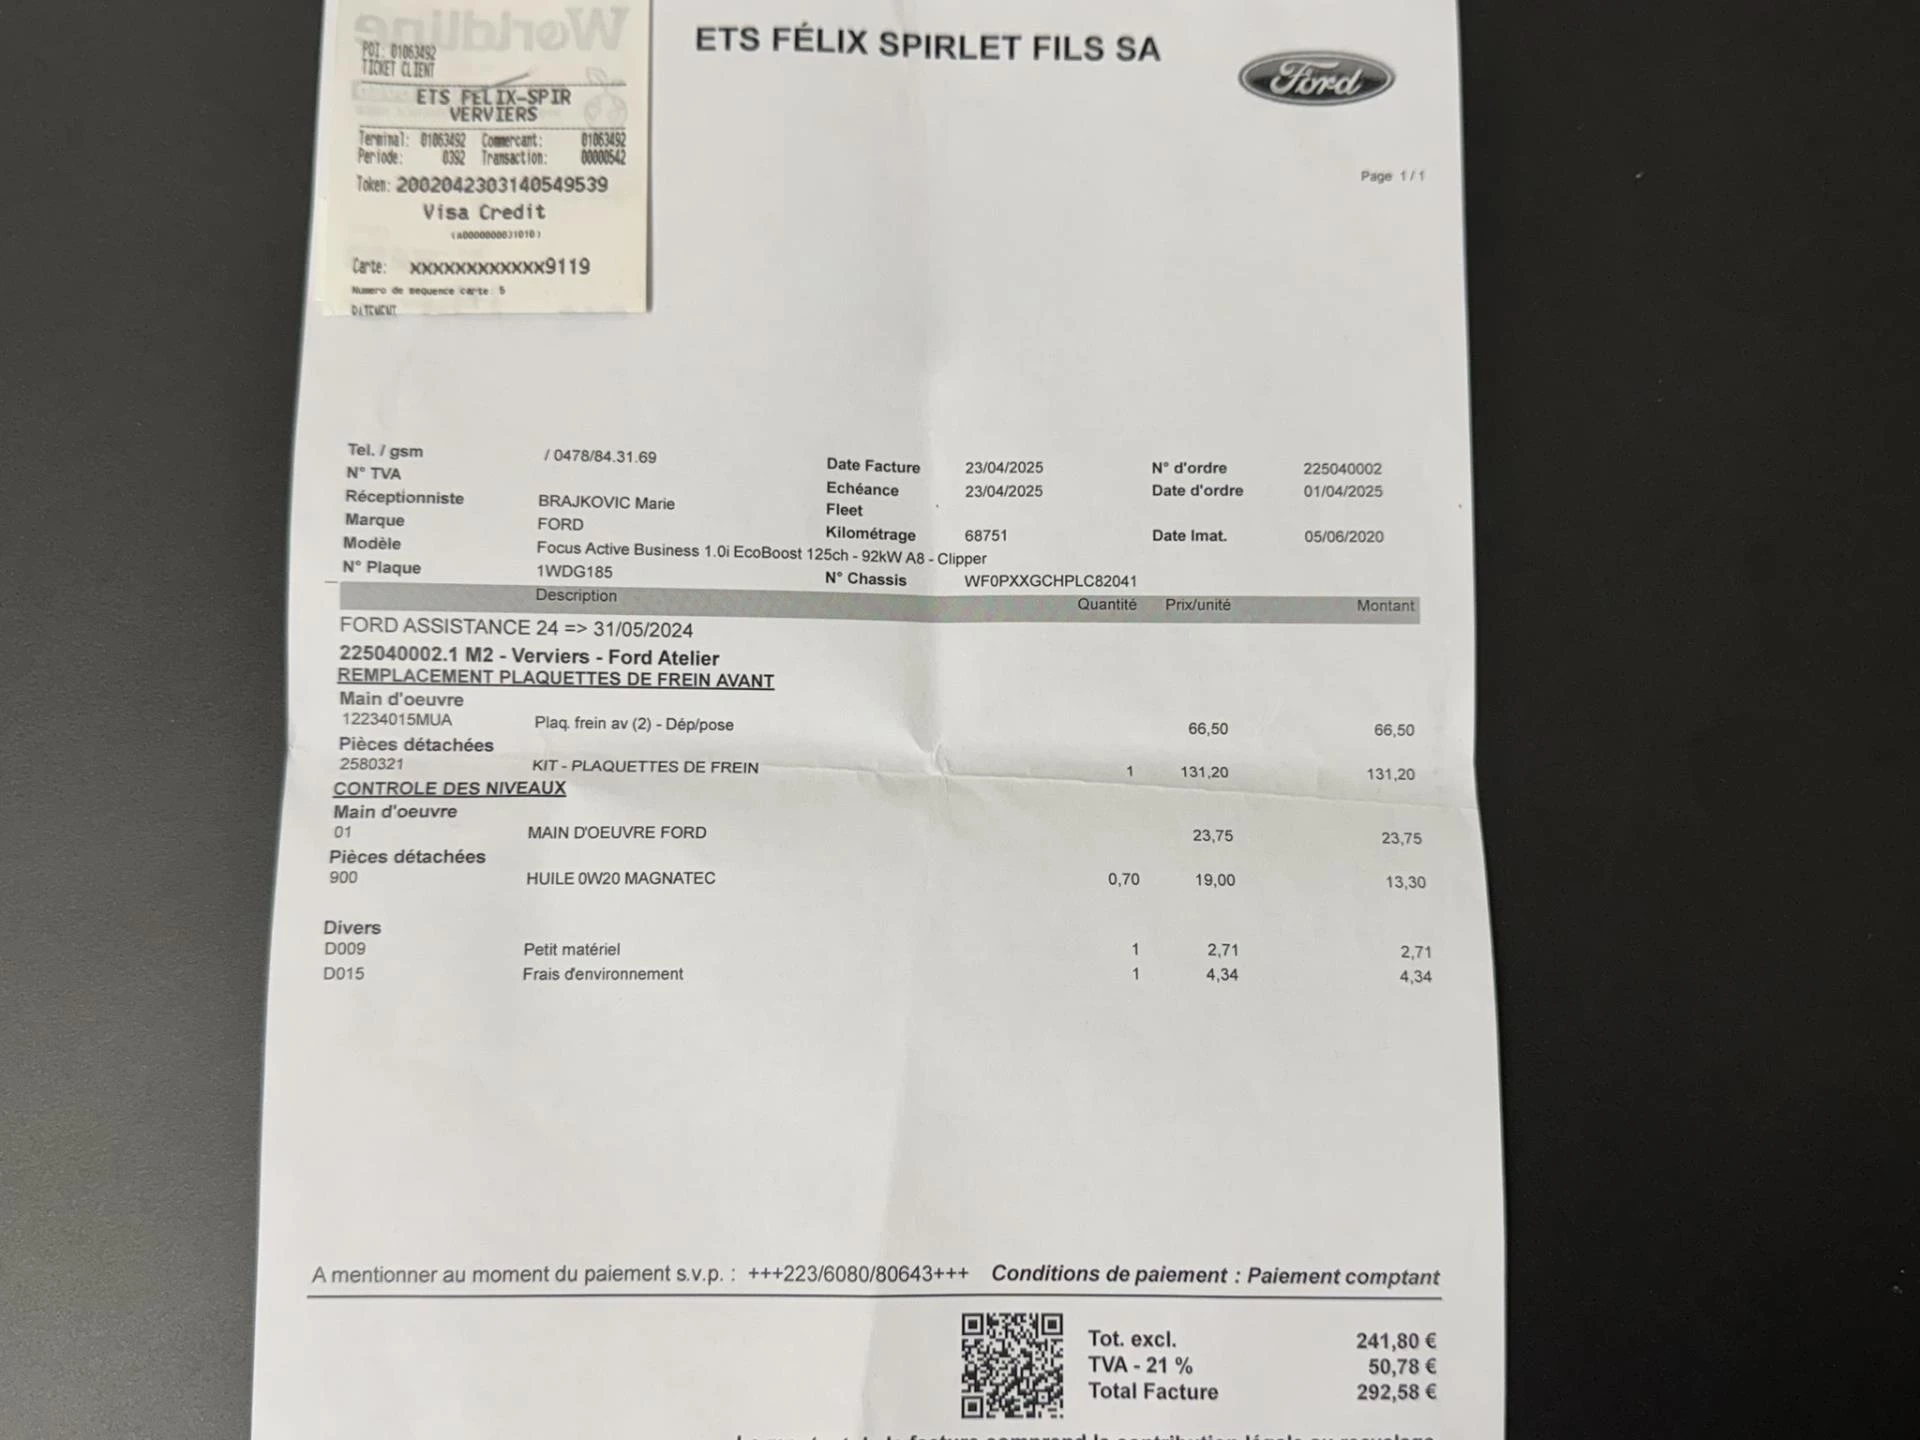 Worldline
POI: 01063492
TICKET CLIENT
ETS FELIX-SPIR
VERVIERS
Terminal: 01063492 Commercant: 01063492
Periode: 0392 Transaction: 00000542
Token: 2002042303140549539
Visa Credit
(A0000000031010)
Carte: xxxxxxxxxxxx9119
Numero de sequence carte: 5
PAIEMENT
ETS FÉLIX SPIRLET FILS SA
Ford
Page 1/1
Tel. / gsm / 0478/84.31.69 Date Facture 23/04/2025 N° d'ordre 225040002
N° TVA Echéance 23/04/2025 Date d'ordre 01/04/2025
Réceptionniste BRAJKOVIC Marie Fleet
Marque FORD Kilométrage 68751 Date Imat. 05/06/2020
Modèle Focus Active Business 1.0i EcoBoost 125ch - 92kW A8 - Clipper
N° Plaque 1WDG185 N° Chassis WF0PXXGCHPLC82041
Description Quantité Prix/unité Montant
FORD ASSISTANCE 24 => 31/05/2024
225040002.1 M2 - Verviers - Ford Atelier
REMPLACEMENT PLAQUETTES DE FREIN AVANT
Main d'oeuvre
12234015MUA Plaq. frein av (2) - Dép/pose 66,50 66,50
Pièces détachées
2580321 KIT - PLAQUETTES DE FREIN 1 131,20 131,20
CONTROLE DES NIVEAUX
Main d'oeuvre
01 MAIN D'OEUVRE FORD 23,75 23,75
Pièces détachées
900 HUILE 0W20 MAGNATEC 0,70 19,00 13,30
Divers
D009 Petit matériel 1 2,71 2,71
D015 Frais d'environnement 1 4,34 4,34
A mentionner au moment du paiement s.v.p. : +++223/6080/80643+++ Conditions de paiement : Paiement comptant
Tot. excl. 241,80 €
TVA - 21 % 50,78 €
Total Facture 292,58 €